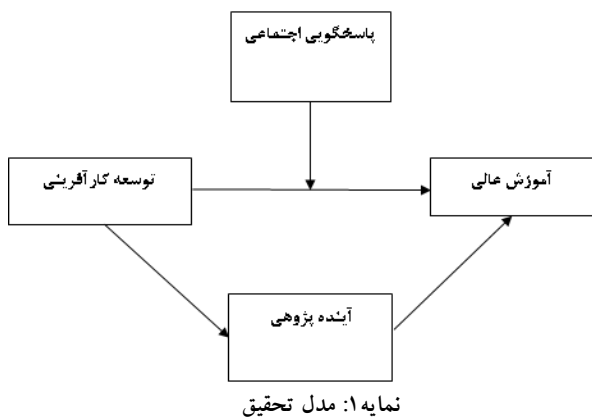 پاسخگویی اجتماعی
توسعه کارآفرینی
آموزش عالی
آینده پژوهی
نمایه۱: مدل تحقیق